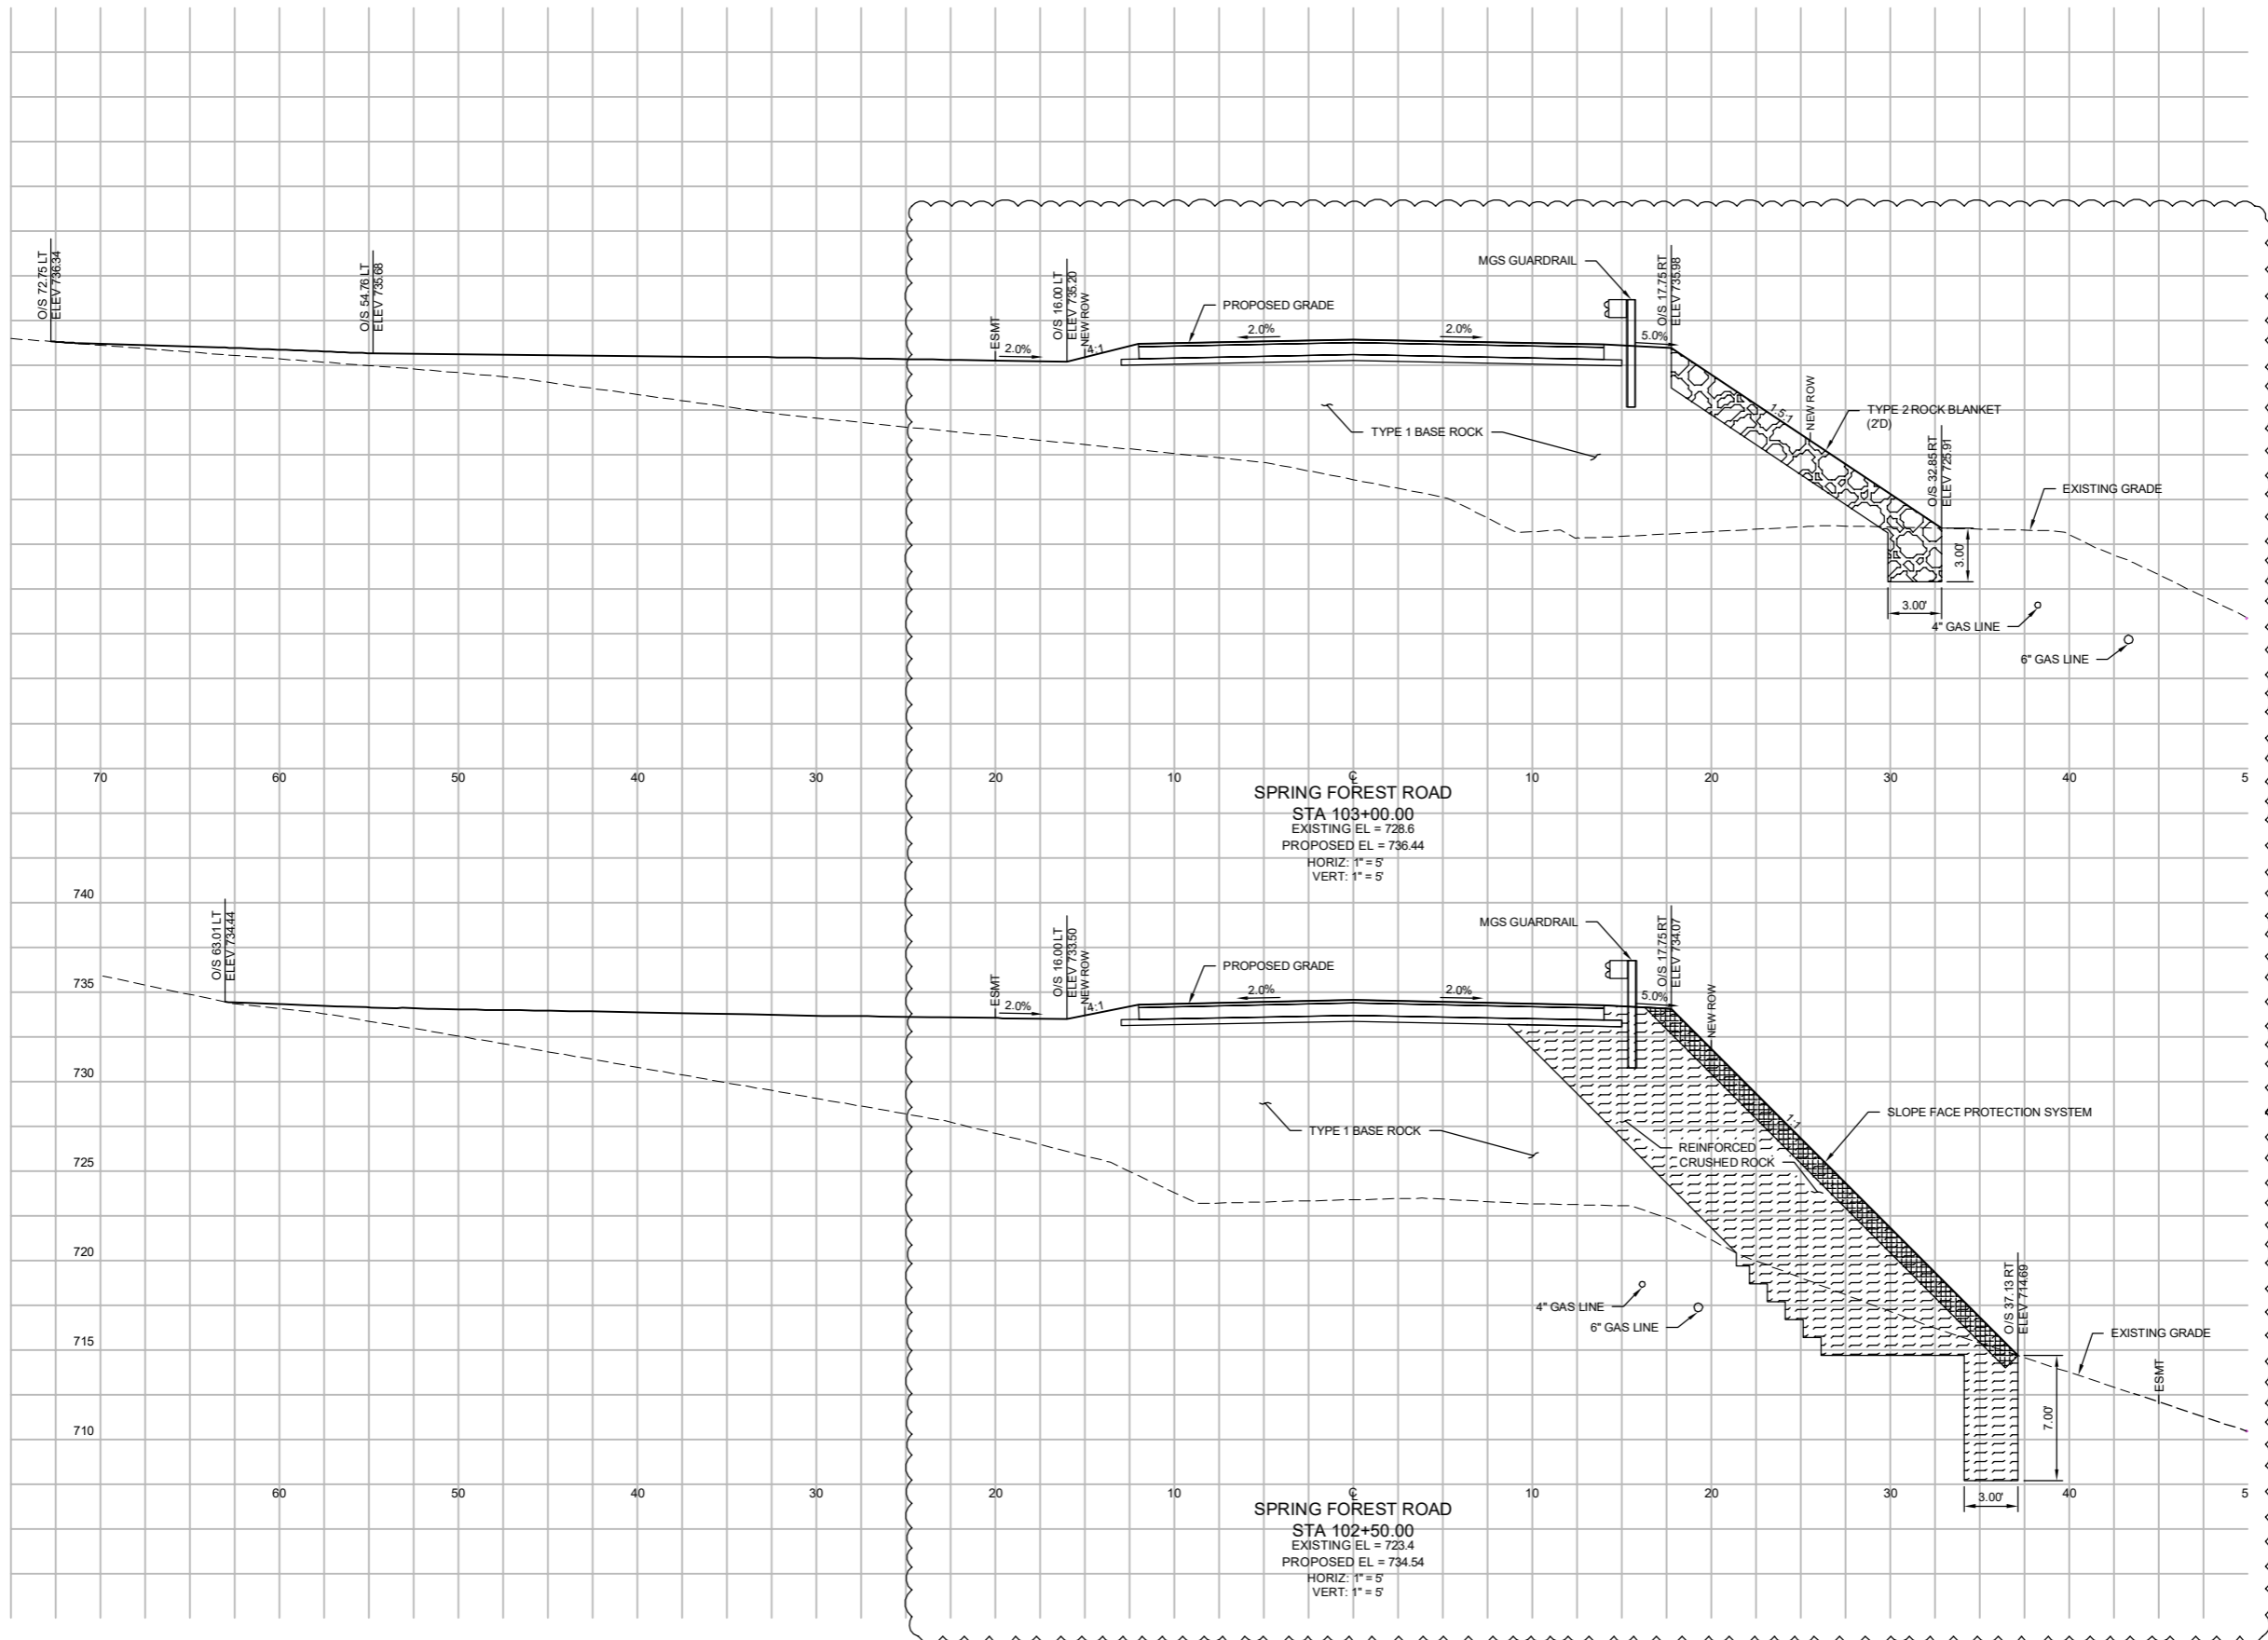 O/S 72.75 LT
ELEV 736.34
O/S 54.76 LT
ELEV 735.68
ESMT
2.0%
O/S 16.00 LT
ELEV 735.20
NEW ROW
4:1
PROPOSED GRADE
2.0%
2.0%
MGS GUARDRAIL
5.0%
O/S 17.75 RT
ELEV 735.98
1.5:1
NEW ROW
TYPE 2 ROCK BLANKET
(2'D)
TYPE 1 BASE ROCK
O/S 32.85 RT
ELEV 725.91
EXISTING GRADE
3.00'
3.00'
4" GAS LINE
6" GAS LINE
70 60 50 40 30 20 10 ℄ 10 20 30 40 5
SPRING FOREST ROAD
STA 103+00.00
EXISTING EL = 728.6
PROPOSED EL = 736.44
HORIZ: 1" = 5'
VERT: 1" = 5'
740
735
730
725
720
715
710
O/S 63.01 LT
ELEV 734.44
ESMT
2.0%
O/S 16.00 LT
ELEV 733.50
NEW ROW
4:1
PROPOSED GRADE
2.0%
2.0%
MGS GUARDRAIL
5.0%
O/S 17.75 RT
ELEV 734.07
NEW ROW
1:1
SLOPE FACE PROTECTION SYSTEM
TYPE 1 BASE ROCK
REINFORCED
CRUSHED ROCK
4" GAS LINE
6" GAS LINE
O/S 37.13 RT
ELEV 714.69
EXISTING GRADE
ESMT
7.00'
3.00'
60 50 40 30 20 10 ℄ 10 20 30 40 5
SPRING FOREST ROAD
STA 102+50.00
EXISTING EL = 723.4
PROPOSED EL = 734.54
HORIZ: 1" = 5'
VERT: 1" = 5'